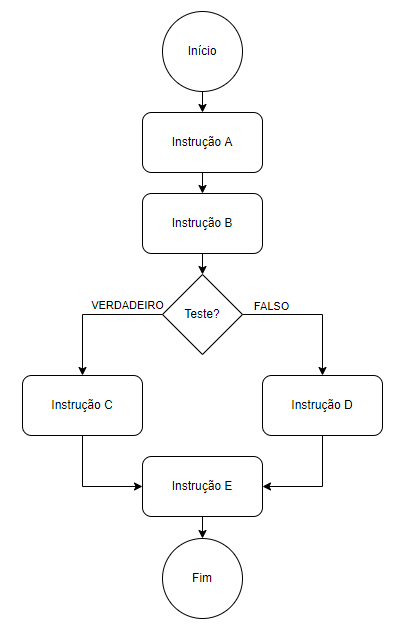 Início
Instrução A
Instrução B
Teste?
VERDADEIRO
FALSO
Instrução C
Instrução D
Instrução E
Fim